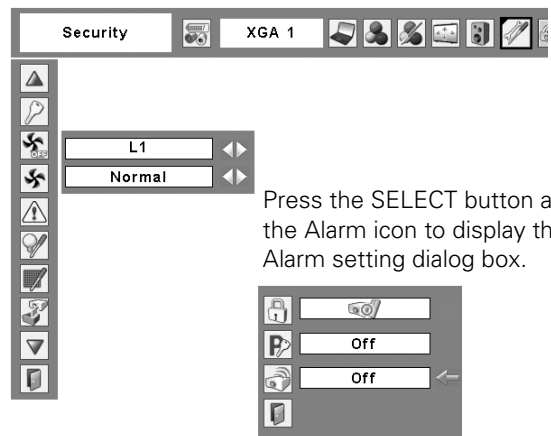 Security
XGA 1
OFF
L1
Normal
Press the SELECT button a
the Alarm icon to display th
Alarm setting dialog box.
P
Off
Off